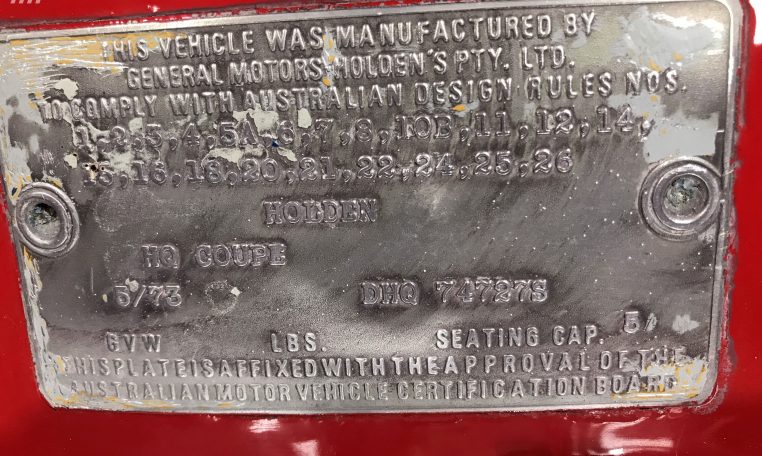 THIS VEHICLE WAS MANUFACTURED BY
GENERAL MOTORS HOLDEN'S PTY. LTD.
TO COMPLY WITH AUSTRALIAN DESIGN RULES NOS.
1,2,3,4,5A,6,7,8,10B,11,12,14,
15,16,18,20,21,22,24,25,26
HOLDEN
HQ COUPE
5/73 DHQ 74727S
GVW LBS. SEATING CAP. 5
THIS PLATE IS AFFIXED WITH THE APPROVAL OF THE
AUSTRALIAN MOTOR VEHICLE CERTIFICATION BOARD